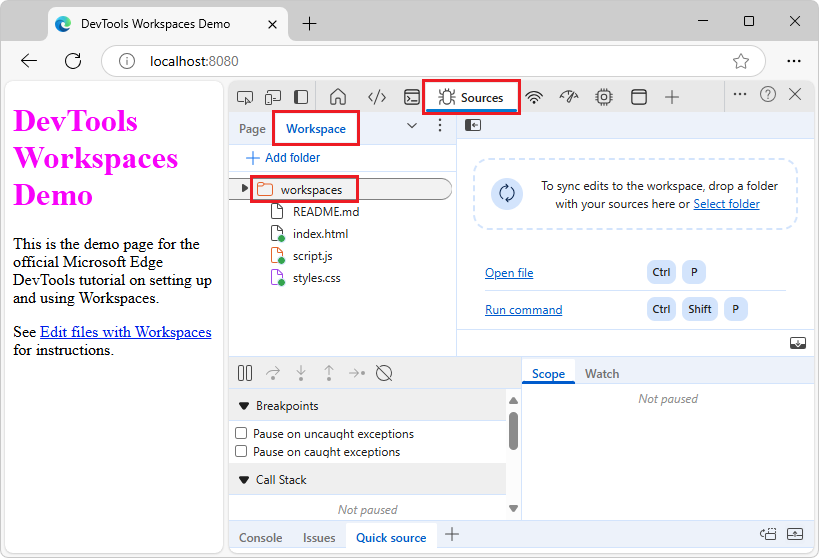 DevTools Workspaces Demo
localhost:8080
Sources
Page
Workspace
Add folder
workspaces
README.md
index.html
script.js
styles.css
DevTools
Workspaces
Demo
This is the demo page for the
official Microsoft Edge
DevTools tutorial on setting up
and using Workspaces.
See Edit files with Workspaces
for instructions.
To sync edits to the workspace, drop a folder
with your sources here or Select folder
Open file
Ctrl
P
Run command
Ctrl
Shift
P
Breakpoints
Pause on uncaught exceptions
Pause on caught exceptions
Call Stack
Not paused
Scope
Watch
Not paused
Console
Issues
Quick source